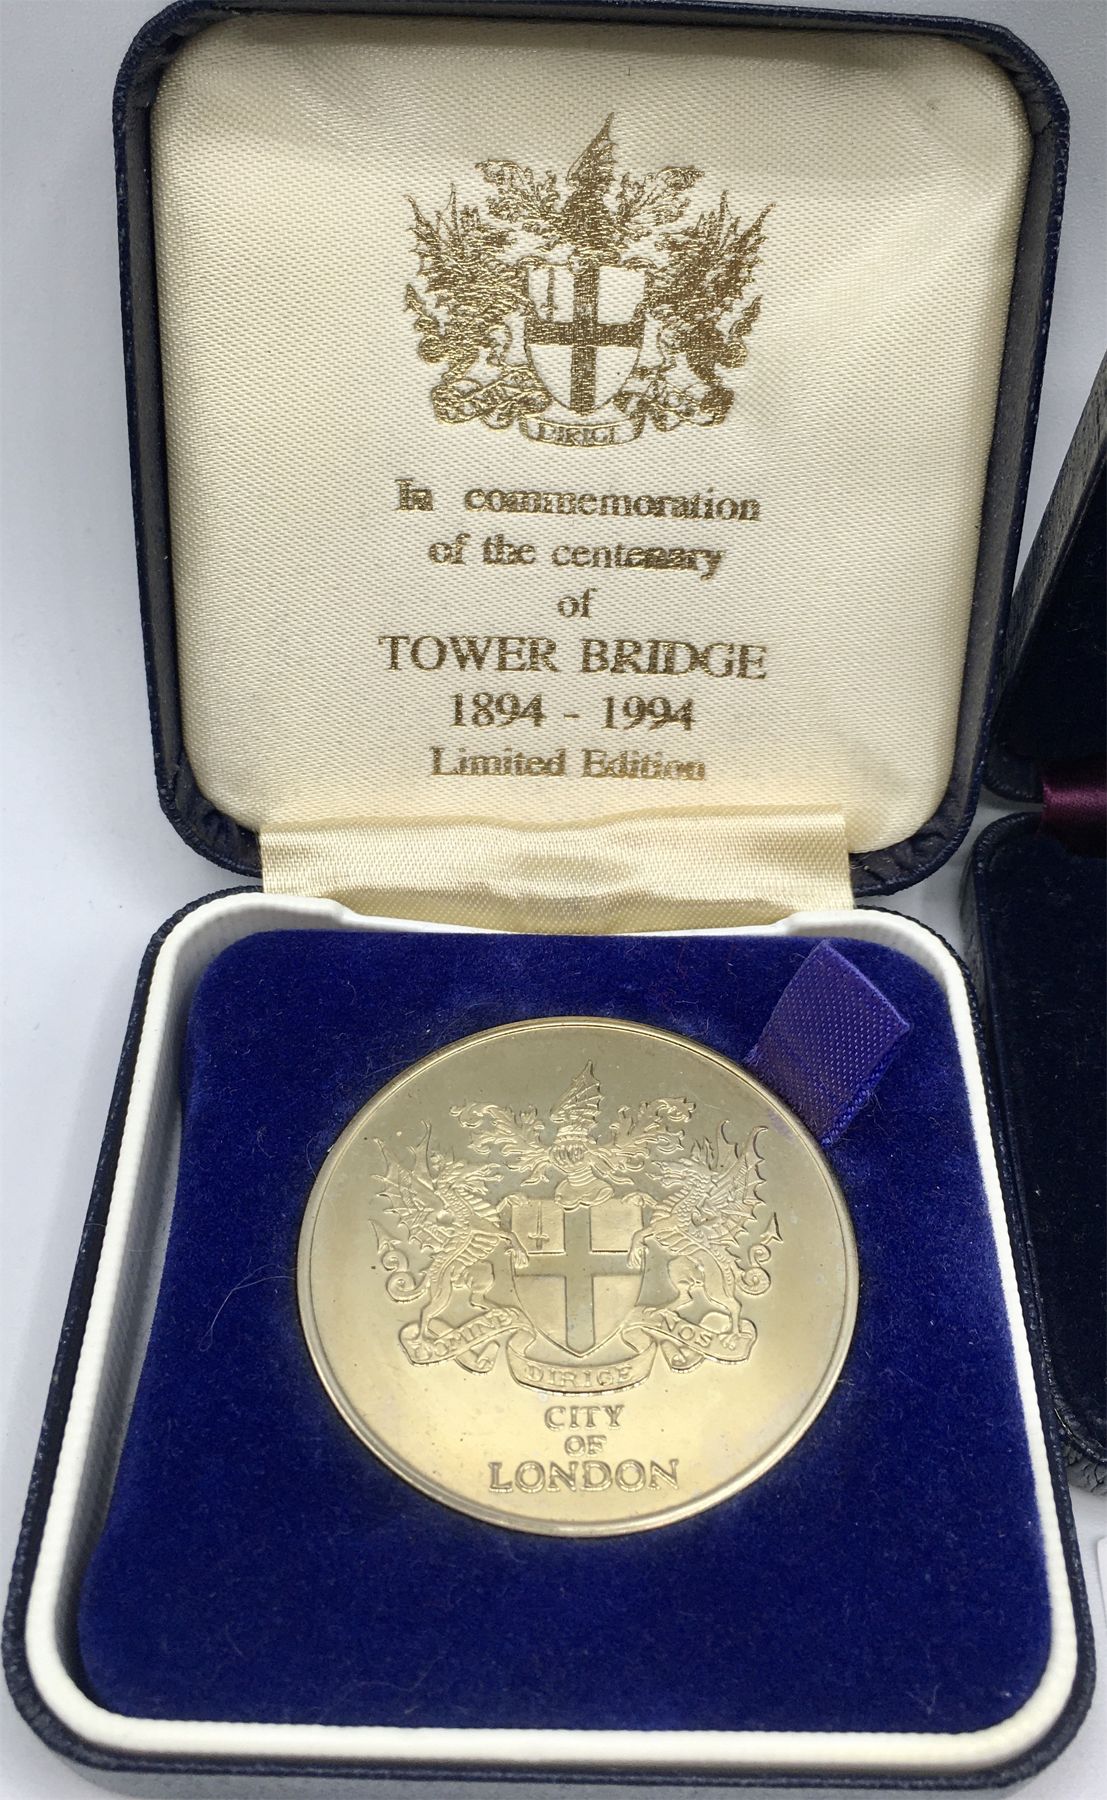 DIRIGE
In commemoration
of the centenary
of
TOWER BRIDGE
1894 - 1994
Limited Edition
DOMINE NOS
DIRIGE
CITY
OF
LONDON